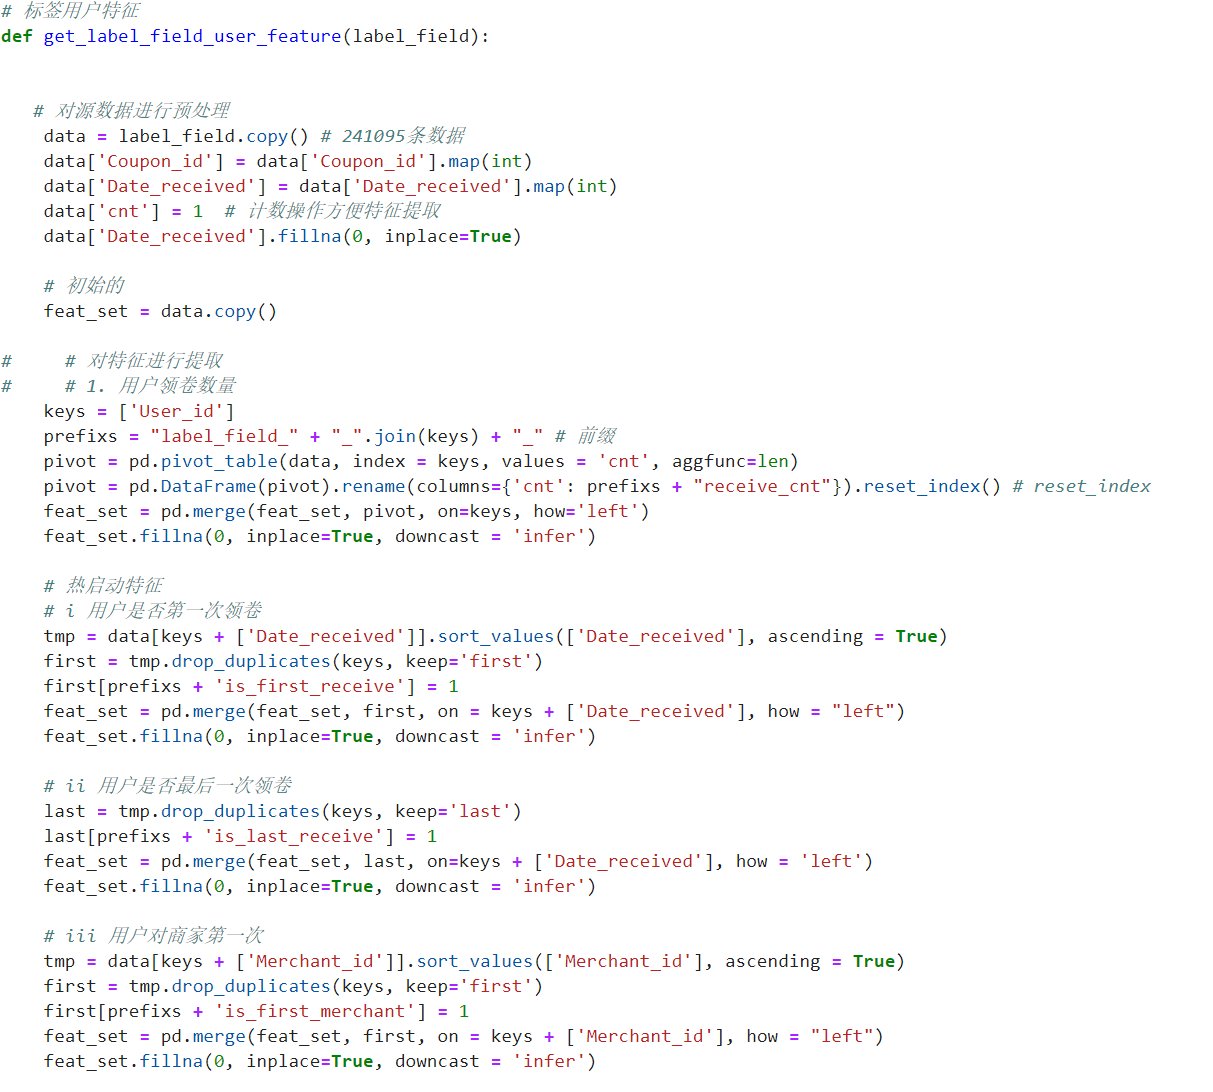 # 标签用户特征
def get_label_field_user_feature(label_field):
# 对源数据进行预处理
data = label_field.copy() # 241095条数据
data['Coupon_id'] = data['Coupon_id'].map(int)
data['Date_received'] = data['Date_received'].map(int)
data['cnt'] = 1  # 计数操作方便特征提取
data['Date_received'].fillna(0, inplace=True)
# 初始的
feat_set = data.copy()
#     # 对特征进行提取
#     # 1. 用户领卷数量
keys = ['User_id']
prefixs = "label_field_" + "_".join(keys) + "_" # 前缀
pivot = pd.pivot_table(data, index = keys, values = 'cnt', aggfunc=len)
pivot = pd.DataFrame(pivot).rename(columns={'cnt': prefixs + "receive_cnt"}).reset_index() # reset_index
feat_set = pd.merge(feat_set, pivot, on=keys, how='left')
feat_set.fillna(0, inplace=True, downcast = 'infer')
# 热启动特征
# i 用户是否第一次领卷
tmp = data[keys + ['Date_received']].sort_values(['Date_received'], ascending = True)
first = tmp.drop_duplicates(keys, keep='first')
first[prefixs + 'is_first_receive'] = 1
feat_set = pd.merge(feat_set, first, on = keys + ['Date_received'], how = "left")
feat_set.fillna(0, inplace=True, downcast = 'infer')
# ii 用户是否最后一次领卷
last = tmp.drop_duplicates(keys, keep='last')
last[prefixs + 'is_last_receive'] = 1
feat_set = pd.merge(feat_set, last, on=keys + ['Date_received'], how = 'left')
feat_set.fillna(0, inplace=True, downcast = 'infer')
# iii 用户对商家第一次
tmp = data[keys + ['Merchant_id']].sort_values(['Merchant_id'], ascending = True)
first = tmp.drop_duplicates(keys, keep='first')
first[prefixs + 'is_first_merchant'] = 1
feat_set = pd.merge(feat_set, first, on = keys + ['Merchant_id'], how = "left")
feat_set.fillna(0, inplace=True, downcast = 'infer')